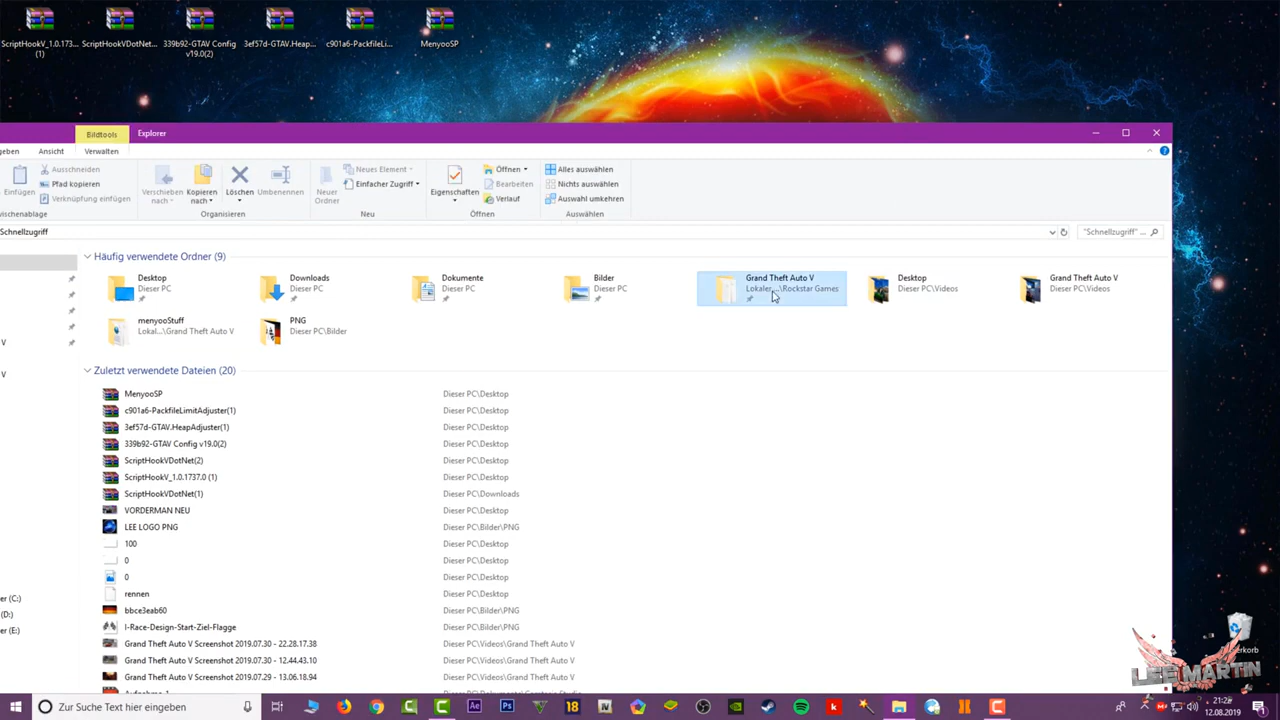 ScriptHookV_1.0.173...
(1)
ScriptHookVDotNet...
339b92-GTAV Config
v19.0(2)
3ef57d-GTAV.Heap...
c901a6-PackfileLi...
MenyooSP
Bildtools
Explorer
geben
Ansicht
Verwalten
Einfügen
Ausschneiden
Pfad kopieren
Verknüpfung einfügen
wischenablage
Verschieben
nach
Kopieren
nach
Löschen
Umbenennen
Organisieren
Neuer
Ordner
Neues Element
Einfacher Zugriff
Neu
Eigenschaften
Öffnen
Bearbeiten
Verlauf
Öffnen
Alles auswählen
Nichts auswählen
Auswahl umkehren
Auswählen
Schnellzugriff
"Schnellzugriff" ...
Häufig verwendete Ordner (9)
Desktop
Dieser PC
Downloads
Dieser PC
Dokumente
Dieser PC
Bilder
Dieser PC
Grand Theft Auto V
Lokaler...\Rockstar Games
Desktop
Dieser PC\Videos
Grand Theft Auto V
Dieser PC\Videos
menyooStuff
Lokal...\Grand Theft Auto V
PNG
Dieser PC\Bilder
V
V
Zuletzt verwendete Dateien (20)
MenyooSP Dieser PC\Desktop
c901a6-PackfileLimitAdjuster(1) Dieser PC\Desktop
3ef57d-GTAV.HeapAdjuster(1) Dieser PC\Desktop
339b92-GTAV Config v19.0(2) Dieser PC\Desktop
ScriptHookVDotNet(2) Dieser PC\Desktop
ScriptHookV_1.0.1737.0 (1) Dieser PC\Desktop
ScriptHookVDotNet(1) Dieser PC\Downloads
VORDERMAN NEU Dieser PC\Desktop
LEE LOGO PNG Dieser PC\Bilder\PNG
100 Dieser PC\Desktop
0 Dieser PC\Desktop
0 Dieser PC\Desktop
rennen Dieser PC\Desktop
bbce3eab60 Dieser PC\Bilder\PNG
I-Race-Design-Start-Ziel-Flagge Dieser PC\Bilder\PNG
Grand Theft Auto V Screenshot 2019.07.30 - 22.28.17.38 Dieser PC\Videos\Grand Theft Auto V
Grand Theft Auto V Screenshot 2019.07.30 - 12.44.43.10 Dieser PC\Videos\Grand Theft Auto V
Grand Theft Auto V Screenshot 2019.07.29 - 13.06.18.94 Dieser PC\Videos\Grand Theft Auto V
er (C:)
(D:)
er (E:)
erkorb
LEE MARTIN
Zur Suche Text hier eingeben
Ae
Ps
V
18
N
k
12.08.2019
1